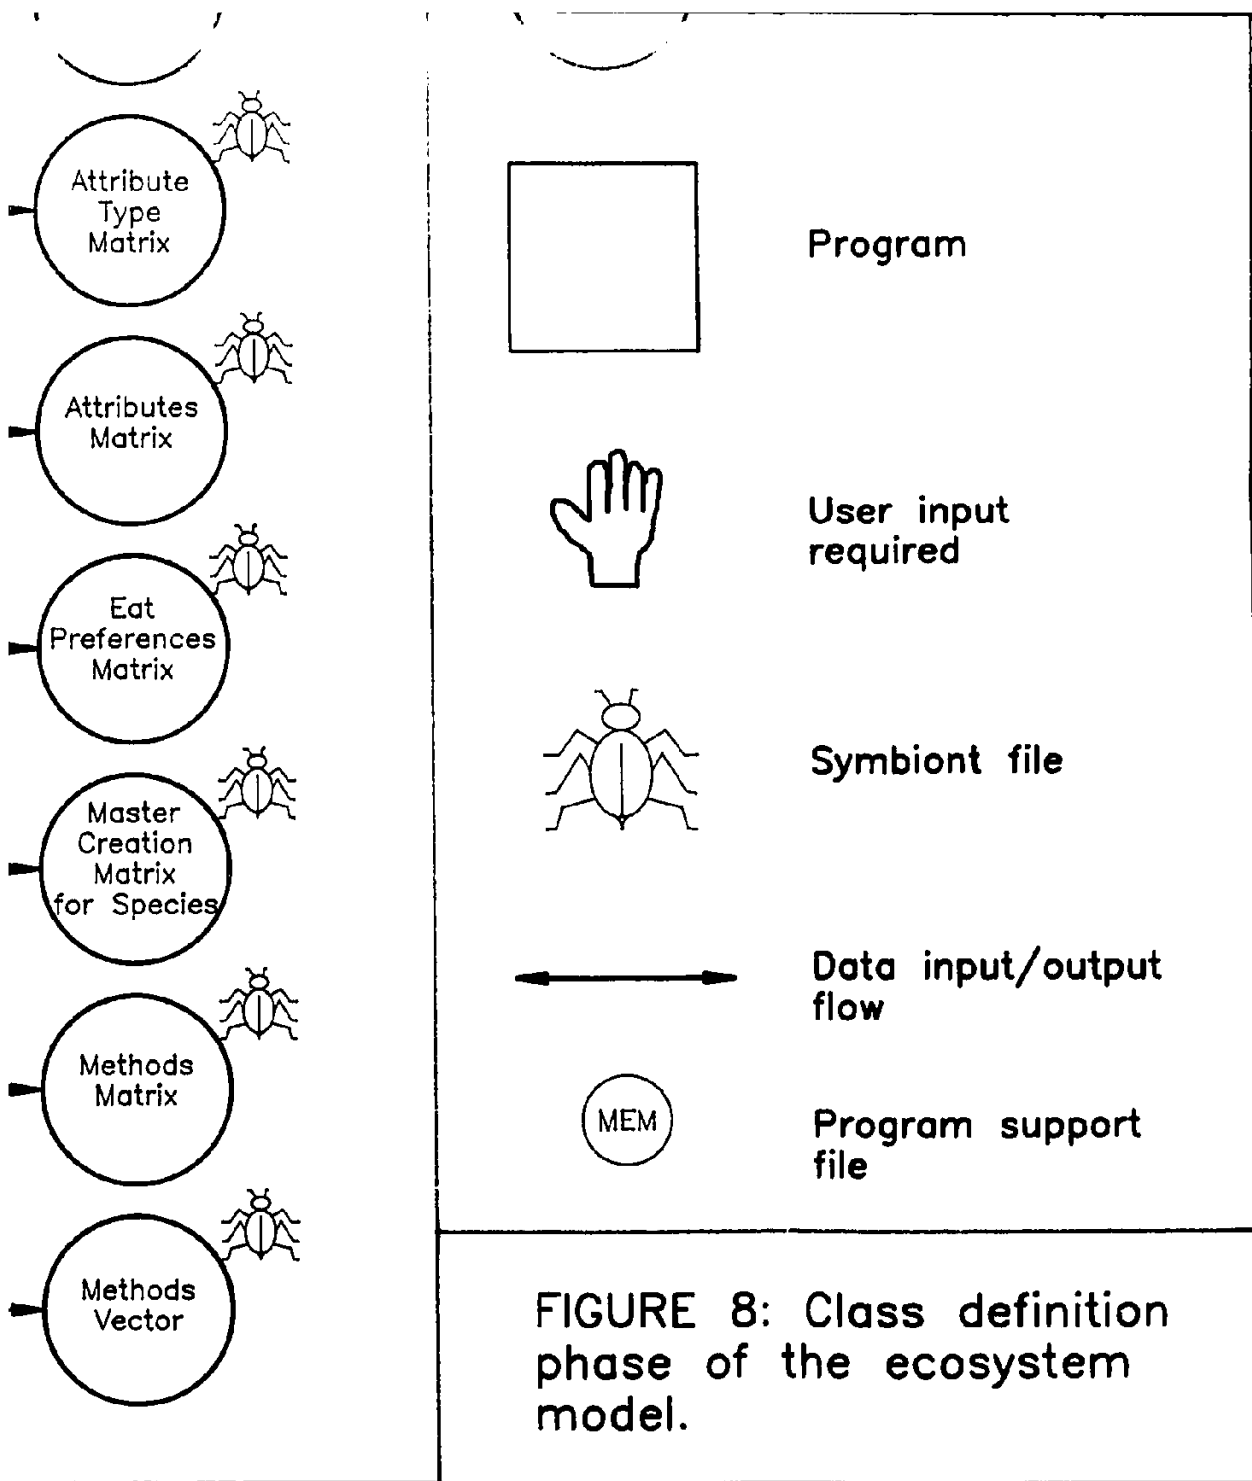 Attribute
Type
Matrix
Attributes
Matrix
Eat
Preferences
Matrix
Master
Creation
Matrix
for Species
Methods
Matrix
Methods
Vector
Program
User input
required
Symbiont file
Data input/output
flow
MEM
Program support
file
FIGURE 8: Class definition
phase of the ecosystem
model.